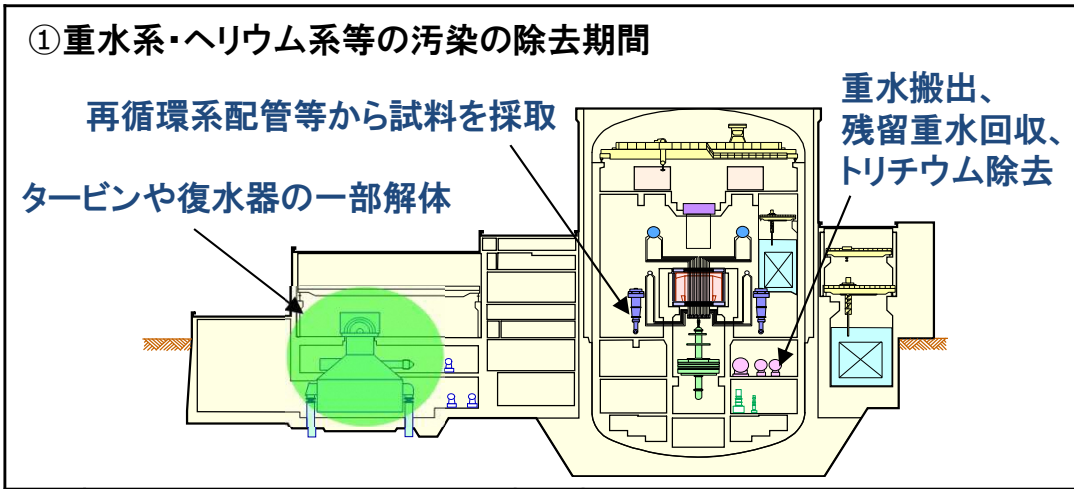 ①重水系・ヘリウム系等の汚染の除去期間
再循環系配管等から試料を採取
タービンや復水器の一部解体
重水搬出、
残留重水回収、
トリチウム除去